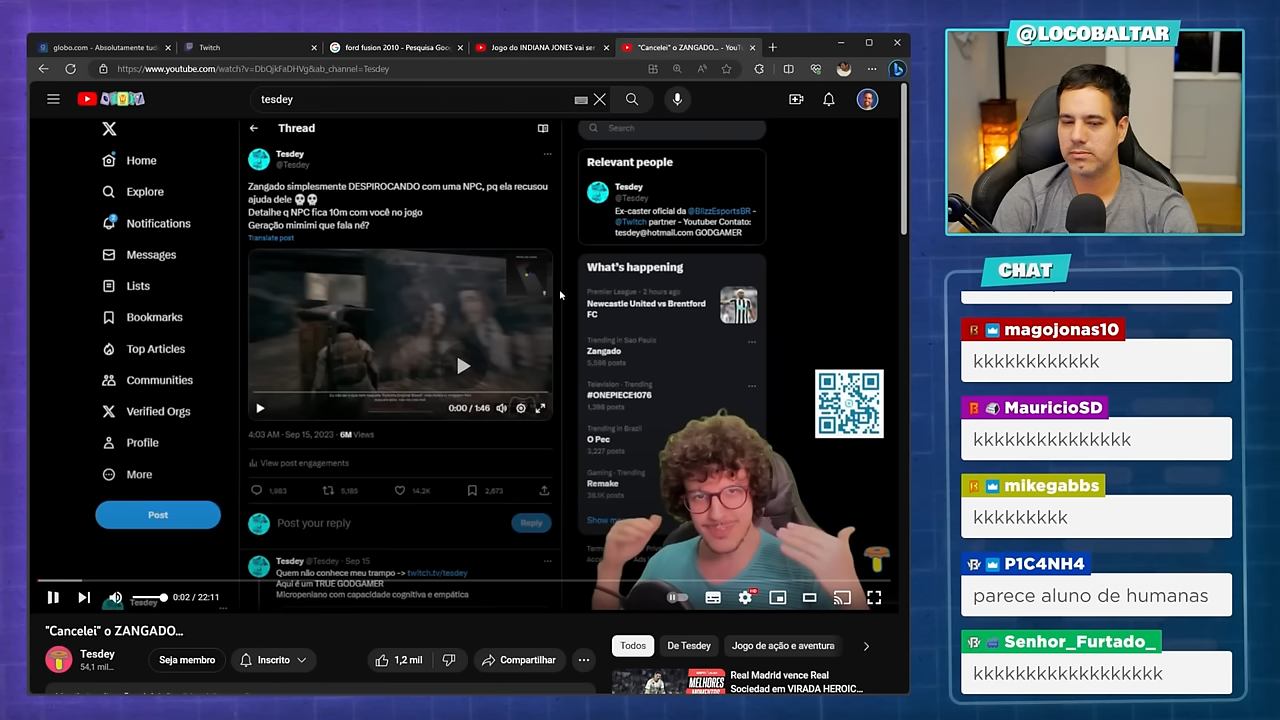 globo.com - Absolutamente tud
Twitch
ford fusion 2010 - Pesquisa Goo
Jogo do INDIANA JONES vai ser
"Cancelei" o ZANGADO... - YouTu
https://www.youtube.com/watch?v=DbQjkFaDHVg&ab_channel=Tesdey
tesdey
Thread
Search
Home
Explore
Notifications
Messages
Lists
Bookmarks
Top Articles
Communities
Verified Orgs
Profile
More
Post
Tesdey
@Tesdey
Zangado simplesmente DESPIROCANDO com uma NPC, pq ela recusou
ajuda dele 💀💀
Detalhe q NPC fica 10m com você no jogo
Geração mimimi que fala né?
Translate post
0:00 / 1:46
4:03 AM · Sep 15, 2023 · 6M Views
View post engagements
1,983
5,185
14.2K
2,873
Post your reply
Reply
Tesdey @Tesdey · Sep 15
Quem não conhece meu trampo -> twitch.tv/tesdey
Aqui é um TRUE GODGAMER
Micropeniano com capacidade cognitiva e empática
Relevant people
Tesdey
@Tesdey
Ex-caster oficial da @BlizzEsportsBR -
@Twitch partner - Youtuber Contato:
tesdey@hotmail.com GODGAMER
What's happening
Premier League · 2 hours ago
Newcastle United vs Brentford
FC
Trending in Sao Paulo
Zangado
5,586 posts
Television · Trending
#ONEPIECE1076
1,398 posts
Trending in Brazil
O Pec
3,227 posts
Gaming · Trending
Remake
38.1K posts
Tesdey
0:02 / 22:11
HD
"Cancelei" o ZANGADO...
Tesdey
54,1 mil...
Seja membro
Inscrito
1,2 mil
Compartilhar
Todos
De Tesdey
Jogo de ação e aventura
MELHORES
MOMENTOS
Real Madrid vence Real
Sociedad em VIRADA HEROIC...
@LOCOBALTAR
CHAT
magojonas10
kkkkkkkkkkkk
MauricioSD
kkkkkkkkkkkkkkk
mikegabbs
kkkkkkkkk
P1C4NH4
parece aluno de humanas
Senhor_Furtado_
kkkkkkkkkkkkkkkkkk